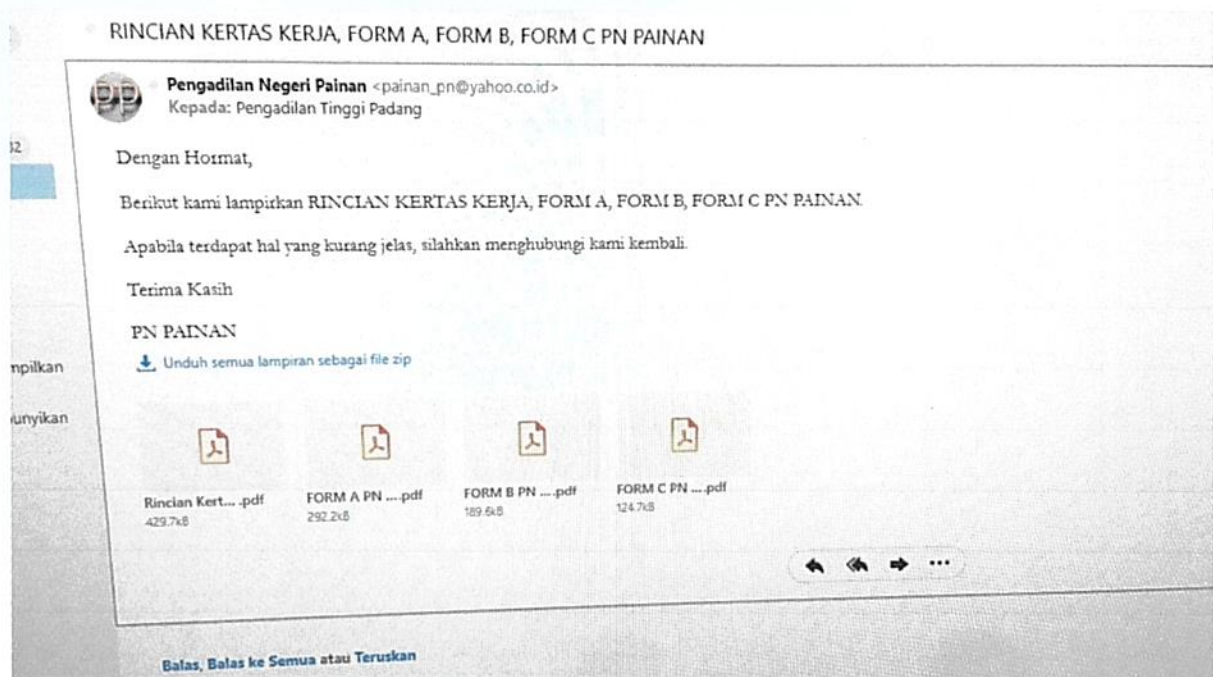 RINCIAN KERTAS KERJA, FORM A, FORM B, FORM C PN PAINAN
Pengadilan Negeri Painan <painan_pn@yahoo.co.id>
Kepada: Pengadilan Tinggi Padang
Dengan Hormat,
Berikut kami lampirkan RINCIAN KERTAS KERJA, FORM A, FORM B, FORM C PN PAINAN.
Apabila terdapat hal yang kurang jelas, silahkan menghubungi kami kembali.
Terima Kasih
PN PAINAN
Unduh semua lampiran sebagai file zip
npilkan
unyikan
Rincian Kert... .pdf
429.7kB
FORM A PN ... .pdf
292.2kB
FORM B PN ... .pdf
189.6kB
FORM C PN ... .pdf
124.7kB
...
Balas, Balas ke Semua atau Teruskan